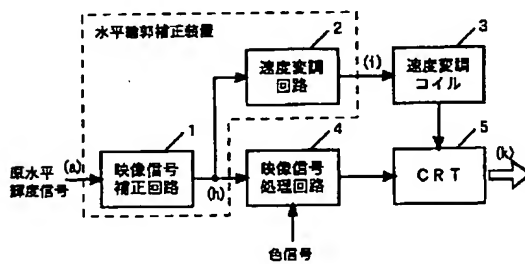 水平輪郭補正装置
2
速度変調
回路
(i)
3
速度変調
コイル
1
映像信号
補正回路
原水平
輝度信号
(a)
(h)
4
映像信号
処理回路
5
CRT
(k)
色信号